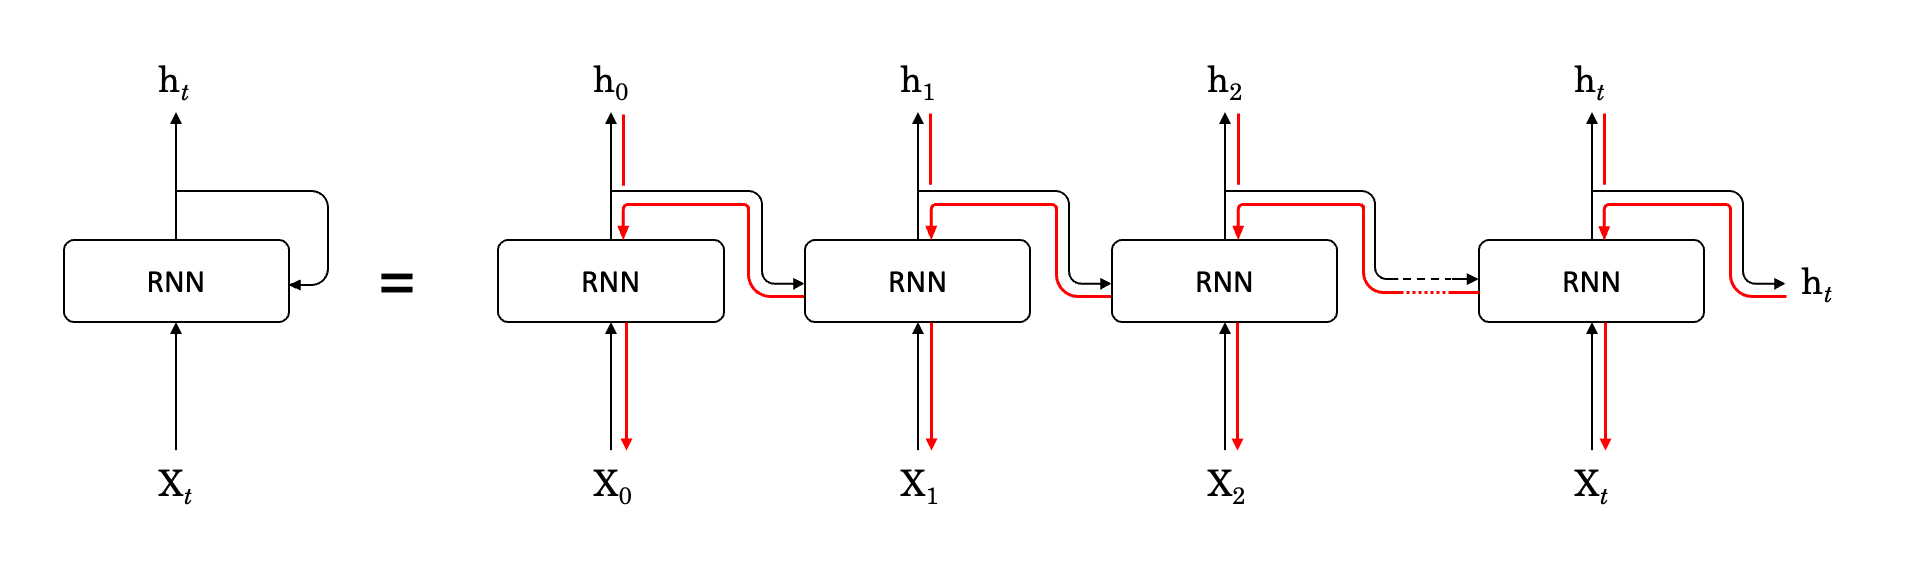 h_t h_0 h_1 h_2 h_t
RNN = RNN RNN RNN RNN h_t
X_t X_0 X_1 X_2 X_t